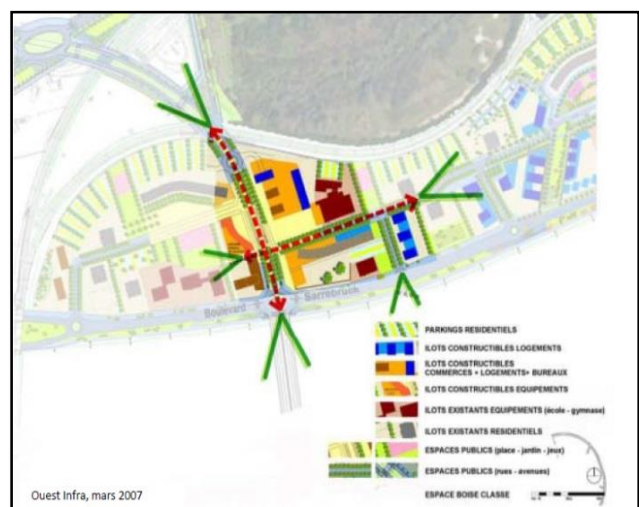 Boulevard Sarrebruck
PARKINGS RESIDENTIELS
ILOTS CONSTRUCTIBLES LOGEMENTS
ILOTS CONSTRUCTIBLES
COMMERCES + LOGEMENTS+ BUREAUX
ILOTS CONSTRUCTIBLES EQUIPEMENTS
ILOTS EXISTANTS EQUIPEMENTS (école - gymnase)
ILOTS EXISTANTS RESIDENTIELS
ESPACES PUBLICS (place - jardin - jeux)
ESPACES PUBLICS (rues - avenues)
ESPACE BOISE CLASSE
Ouest Infra, mars 2007